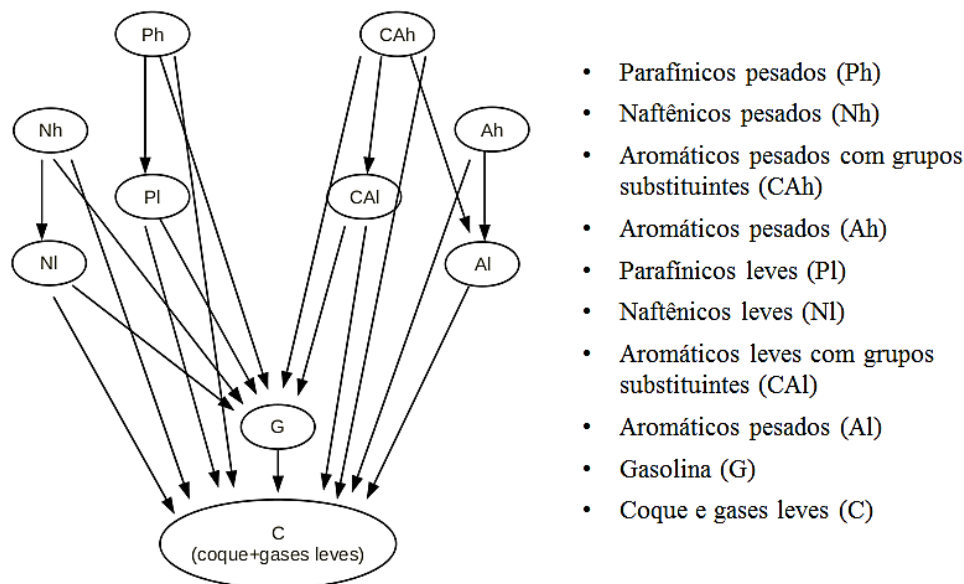 Ph
CAh
Nh
Ah
Pl
CAl
Nl
Al
G
C
(coque+gases leves)
• Parafínicos pesados (Ph)
• Naftênicos pesados (Nh)
• Aromáticos pesados com grupos
substituintes (CAh)
• Aromáticos pesados (Ah)
• Parafínicos leves (Pl)
• Naftênicos leves (Nl)
• Aromáticos leves com grupos
substituintes (CAl)
• Aromáticos pesados (Al)
• Gasolina (G)
• Coque e gases leves (C)